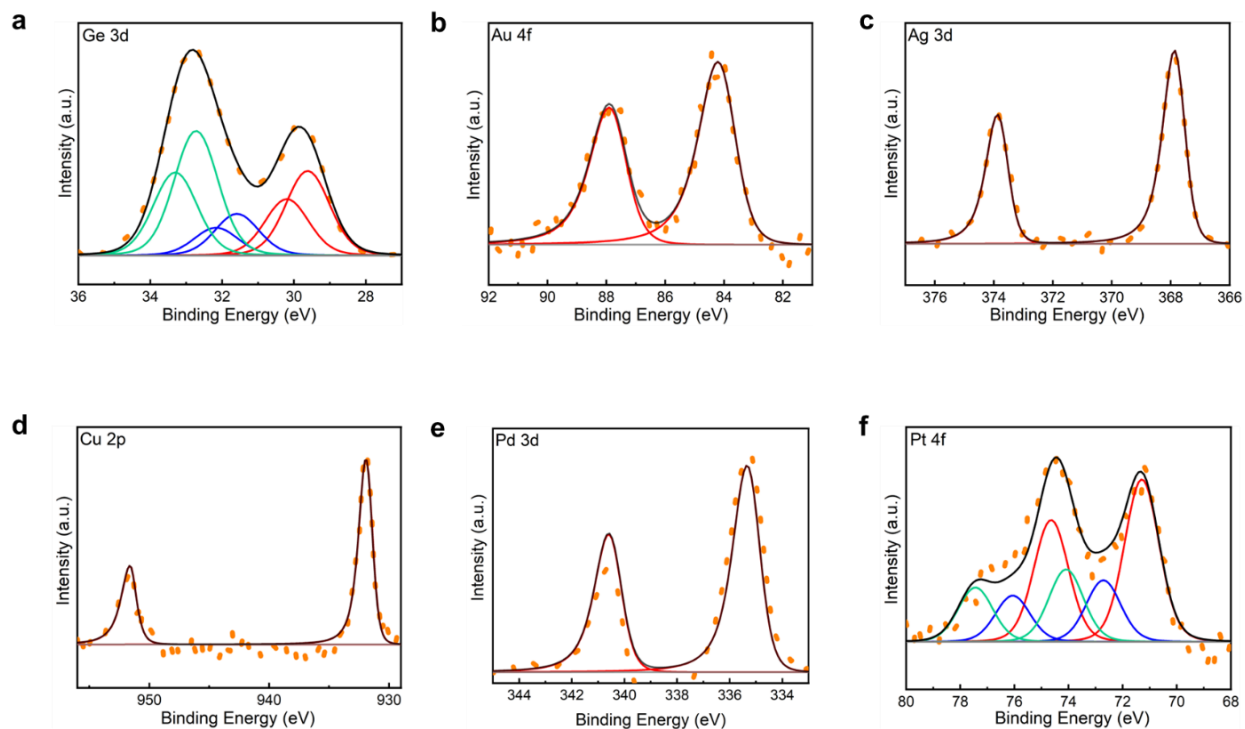 a
Ge 3d
Intensity (a.u.)
36 34 32 30 28
Binding Energy (eV)
b
Au 4f
Intensity (a.u.)
92 90 88 86 84 82
Binding Energy (eV)
c
Ag 3d
Intensity (a.u.)
376 374 372 370 368 366
Binding Energy (eV)
d
Cu 2p
Intensity (a.u.)
950 940 930
Binding Energy (eV)
e
Pd 3d
Intensity (a.u.)
344 342 340 338 336 334
Binding Energy (eV)
f
Pt 4f
Intensity (a.u.)
80 78 76 74 72 70 68
Binding Energy (eV)